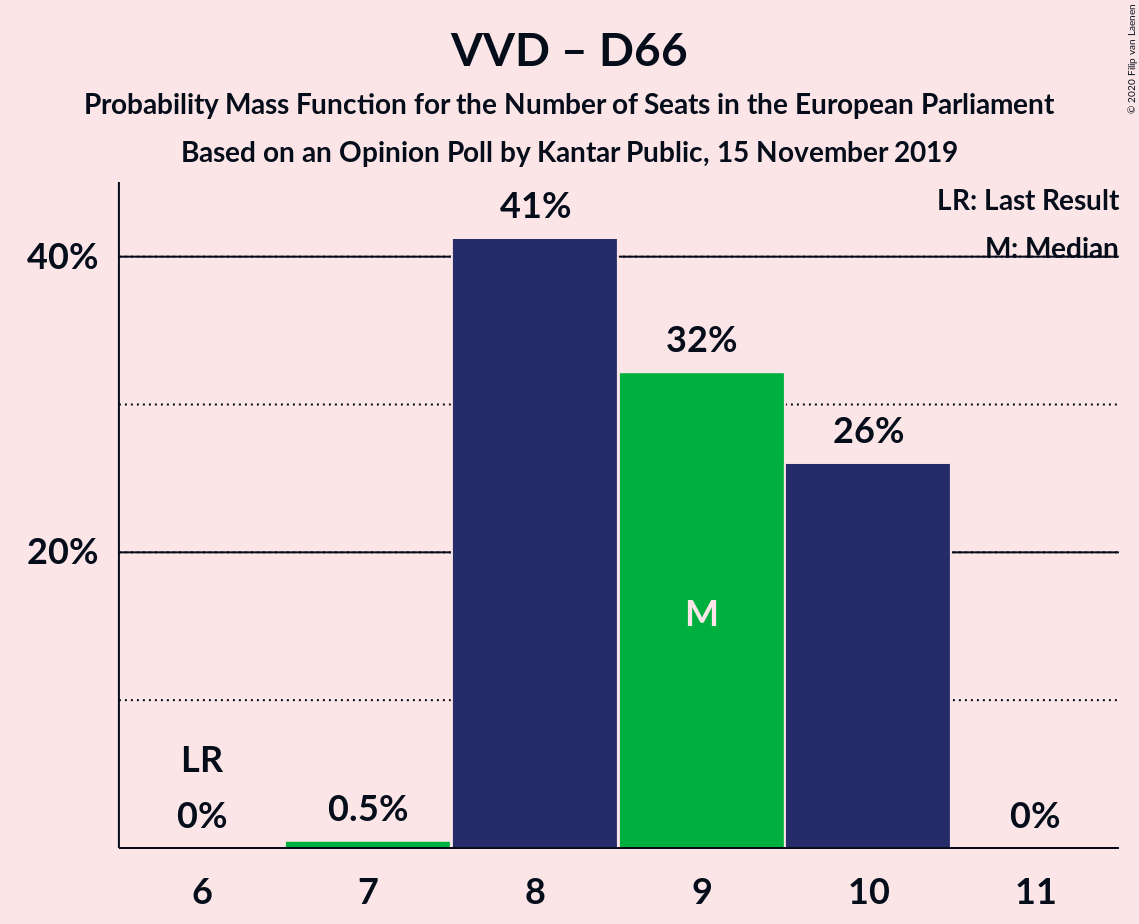 VVD – D66
Probability Mass Function for the Number of Seats in the European Parliament
Based on an Opinion Poll by Kantar Public, 15 November 2019
© 2020 Filip van Laenen
LR: Last Result
M: Median
40%
20%
41%
32%
26%
M
LR
0%
0.5%
0%
6
7
8
9
10
11